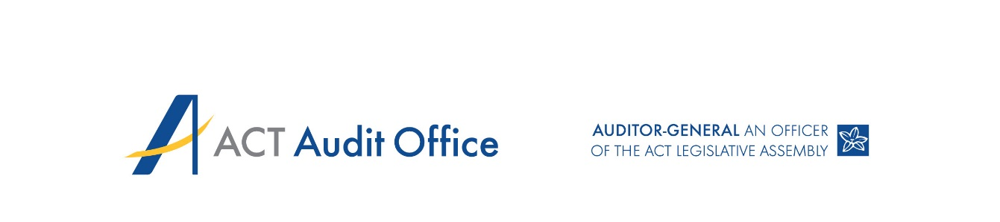 ACT Audit Office
AUDITOR-GENERAL AN OFFICER
OF THE ACT LEGISLATIVE ASSEMBLY